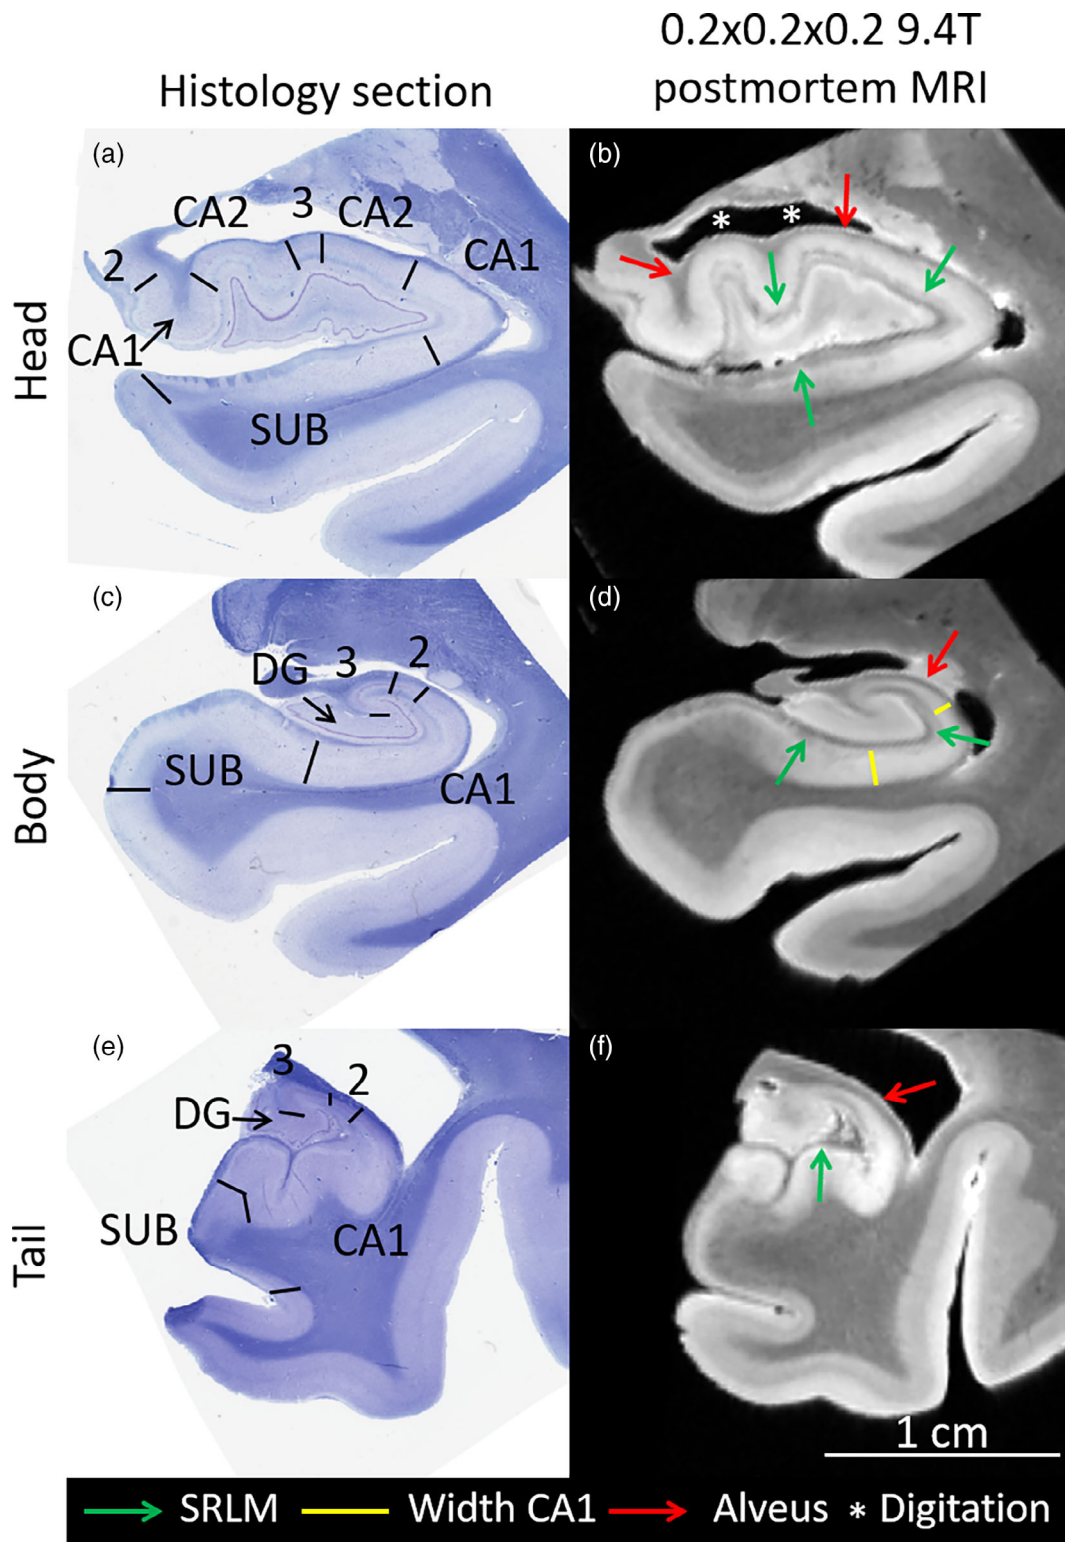 0.2x0.2x0.2 9.4T
Histology section
postmortem MRI
Head
(a)
CA2
3
CA2
CA1
2
CA1
SUB
(b)
*
*
Body
(c)
DG
3
2
SUB
CA1
(d)
Tail
(e)
3
2
DG
SUB
CA1
(f)
1 cm
SRLM
Width CA1
Alveus
* Digitation